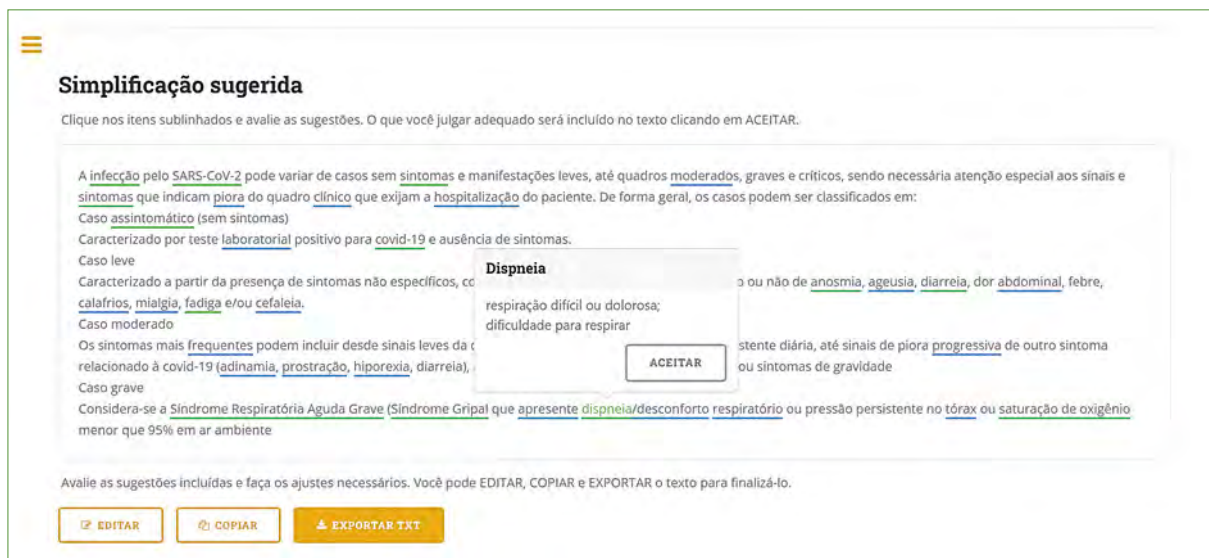 Simplificação sugerida
Clique nos itens sublinhados e avalie as sugestões. O que você julgar adequado será incluído no texto clicando em ACEITAR.
A infecção pelo SARS-CoV-2 pode variar de casos sem sintomas e manifestações leves, até quadros moderados, graves e críticos, sendo necessária atenção especial aos sinais e
sintomas que indicam piora do quadro clínico que exijam a hospitalização do paciente. De forma geral, os casos podem ser classificados em:
Caso assintomático (sem sintomas)
Caracterizado por teste laboratorial positivo para covid-19 e ausência de sintomas.
Caso leve
Caracterizado a partir da presença de sintomas não específicos, co ou não de anosmia, ageusia, diarreia, dor abdominal, febre,
calafrios, mialgia, fadiga e/ou cefaleia.
Caso moderado
Os sintomas mais frequentes podem incluir desde sinais leves da sistente diária, até sinais de piora progressiva de outro sintoma
relacionado à covid-19 (adinamia, prostração, hiporexia, diarreia), ou sintomas de gravidade
Caso grave
Considera-se a Síndrome Respiratória Aguda Grave (Síndrome Gripal que apresente dispneia/desconforto respiratório ou pressão persistente no tórax ou saturação de oxigênio
menor que 95% em ar ambiente
Dispneia
respiração difícil ou dolorosa;
dificuldade para respirar
ACEITAR
Avalie as sugestões incluídas e faça os ajustes necessários. Você pode EDITAR, COPIAR e EXPORTAR o texto para finalizá-lo.
EDITAR COPIAR EXPORTAR TXT